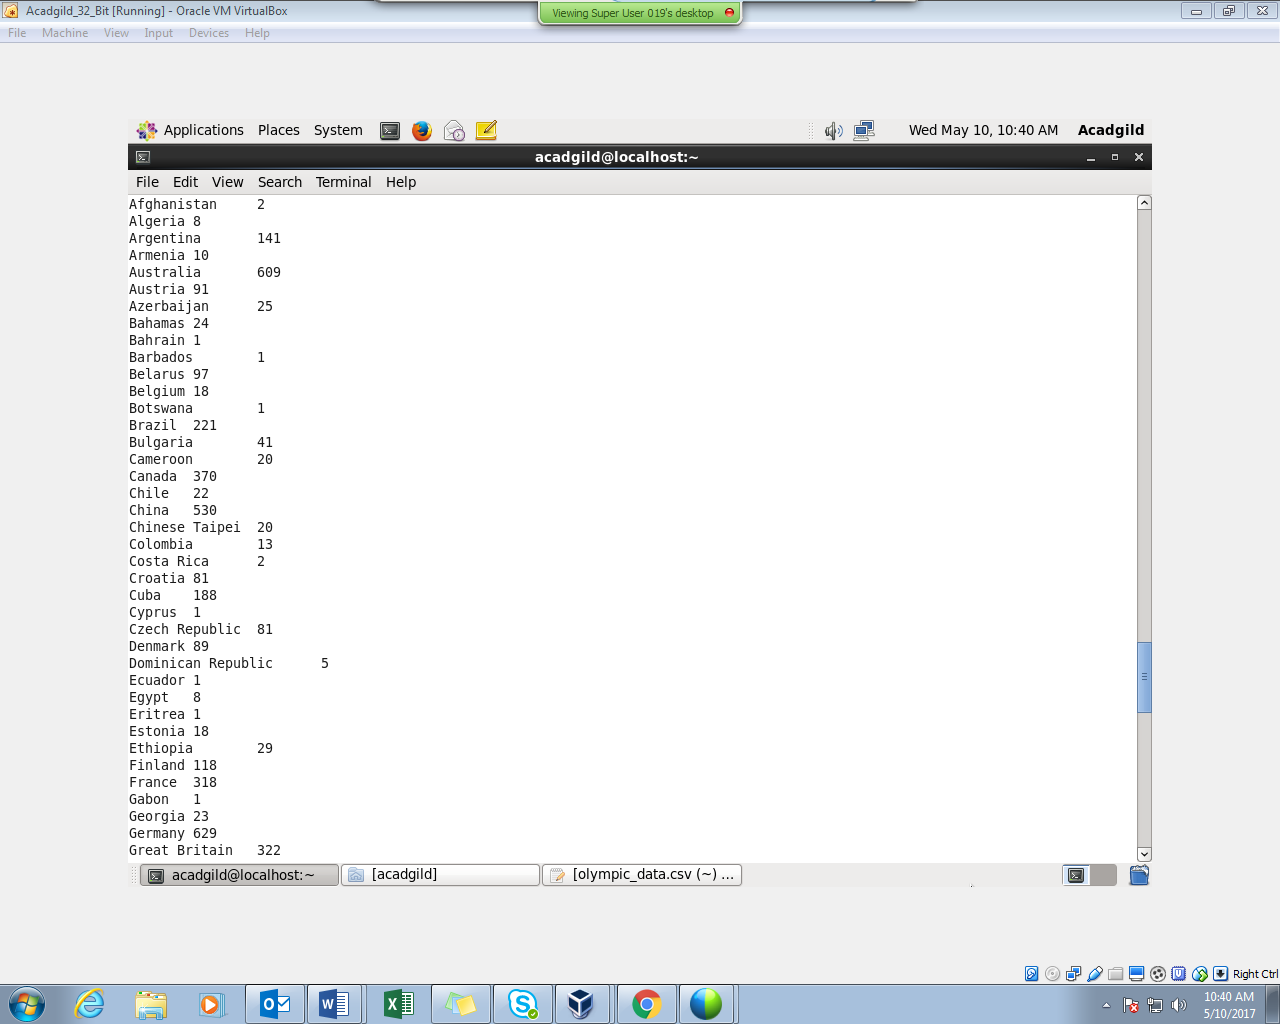 Acadgild_32_Bit [Running] - Oracle VM VirtualBox
Viewing Super User 019's desktop
File Machine View Input Devices Help
Applications Places System Wed May 10, 10:40 AM Acadgild
acadgild@localhost:~
File Edit View Search Terminal Help
Afghanistan 2
Algeria 8
Argentina 141
Armenia 10
Australia 609
Austria 91
Azerbaijan 25
Bahamas 24
Bahrain 1
Barbados 1
Belarus 97
Belgium 18
Botswana 1
Brazil 221
Bulgaria 41
Cameroon 20
Canada 370
Chile 22
China 530
Chinese Taipei 20
Colombia 13
Costa Rica 2
Croatia 81
Cuba 188
Cyprus 1
Czech Republic 81
Denmark 89
Dominican Republic 5
Ecuador 1
Egypt 8
Eritrea 1
Estonia 18
Ethiopia 29
Finland 118
France 318
Gabon 1
Georgia 23
Germany 629
Great Britain 322
acadgild@localhost:~ [acadgild] [olympic_data.csv (~) ...
Right Ctrl
10:40 AM
5/10/2017